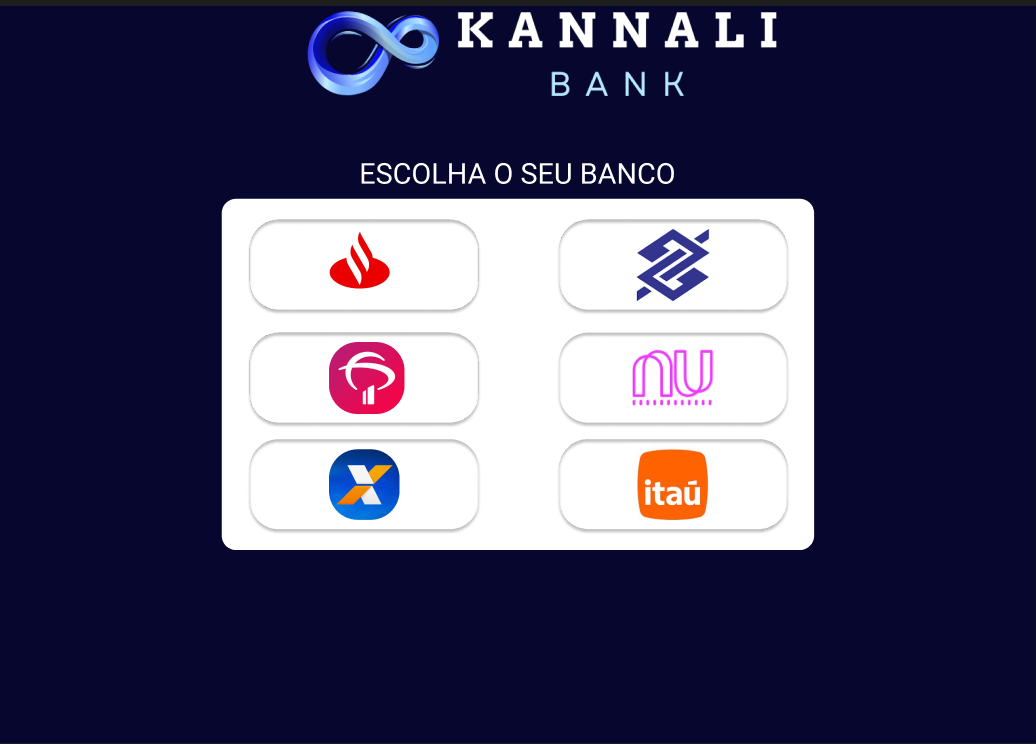 KANNALI
BANK
ESCOLHA O SEU BANCO
nu
itaú